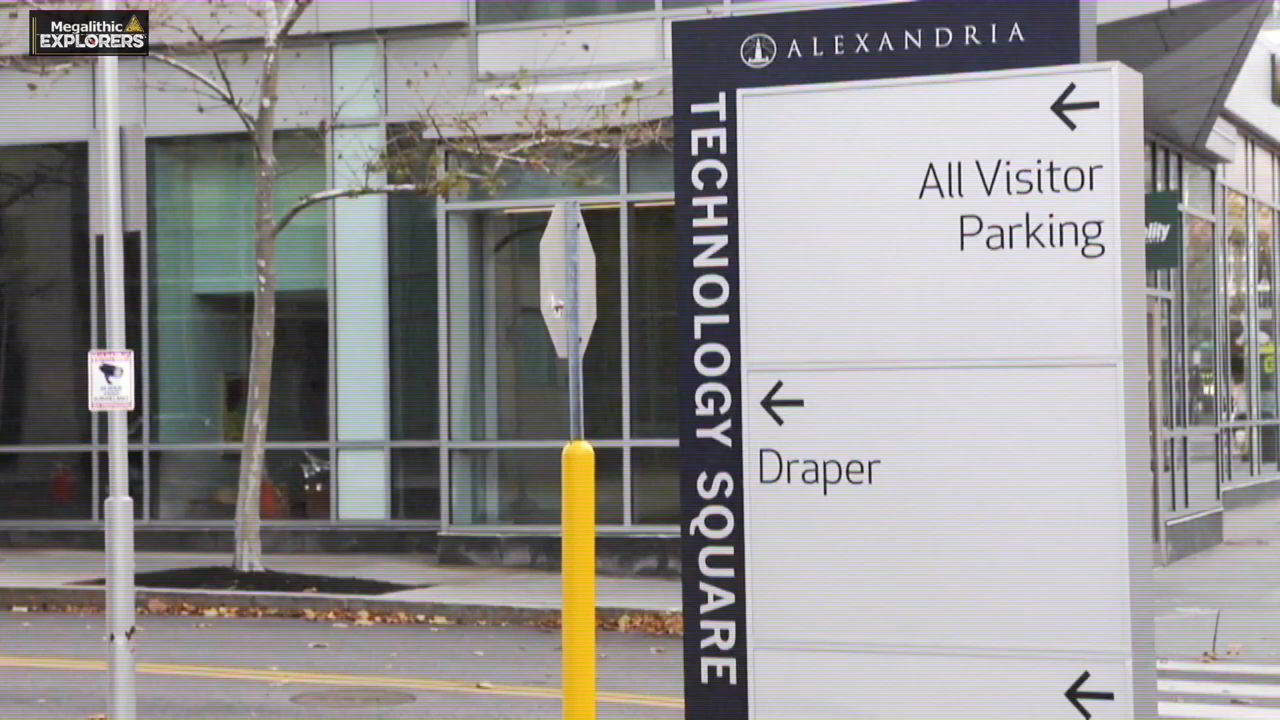 Megalithic
EXPLORERS
ALEXANDRIA
TECHNOLOGY SQUARE
All Visitor
Parking
Draper